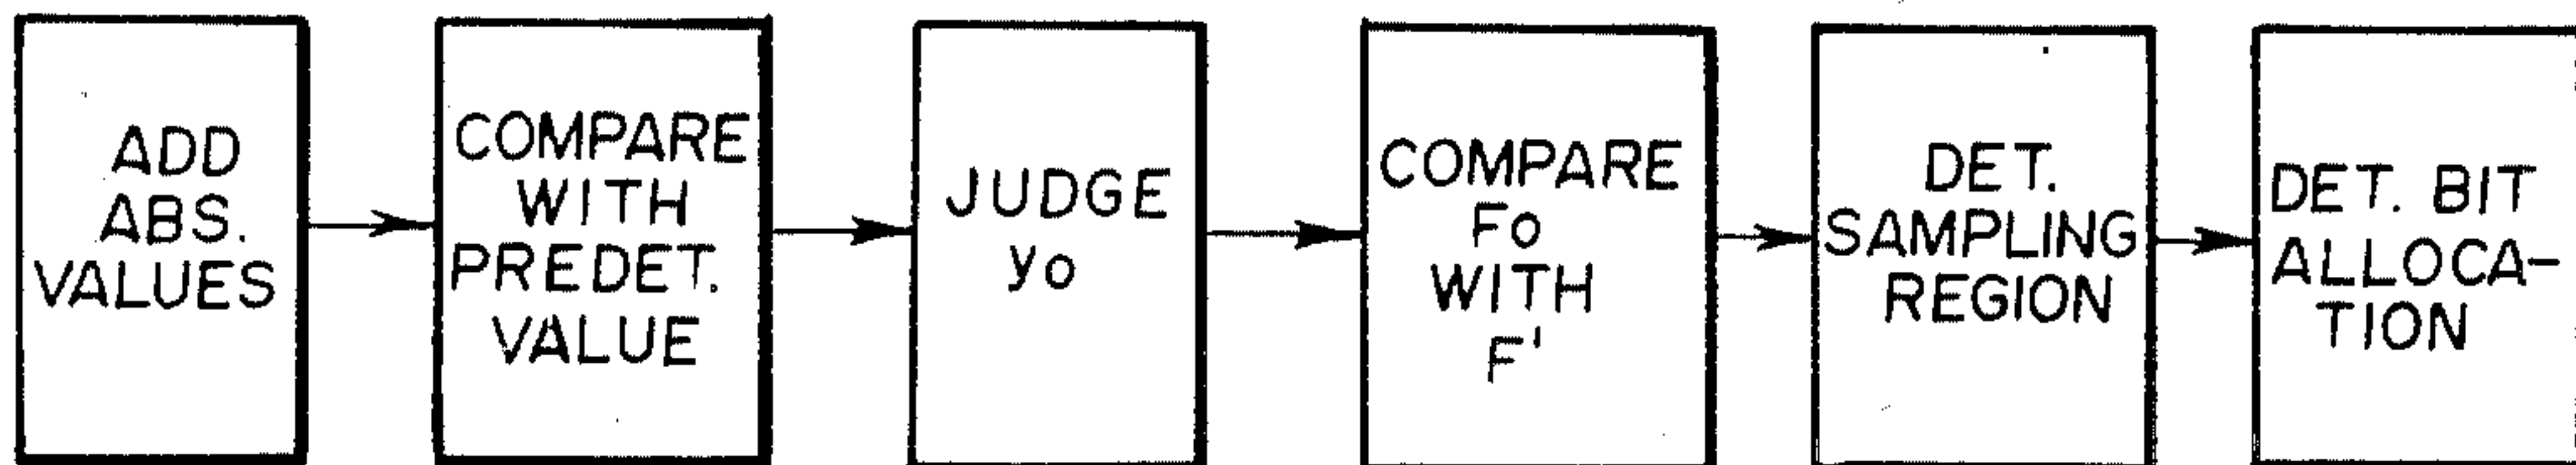 ADD
ABS.
VALUES
COMPARE
WITH
PREDET.
VALUE
JUDGE
yo
COMPARE
Fo
WITH
F'
DET.
SAMPLING
REGION
DET. BIT
ALLOCA-
TION